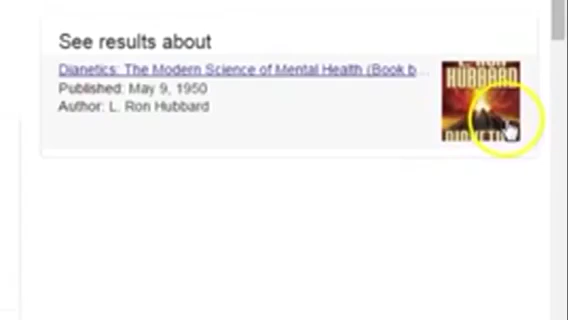 See results about
Dianetics: The Modern Science of Mental Health (Book b...
Published: May 9, 1950
Author: L. Ron Hubbard
L. RON
HUBBARD